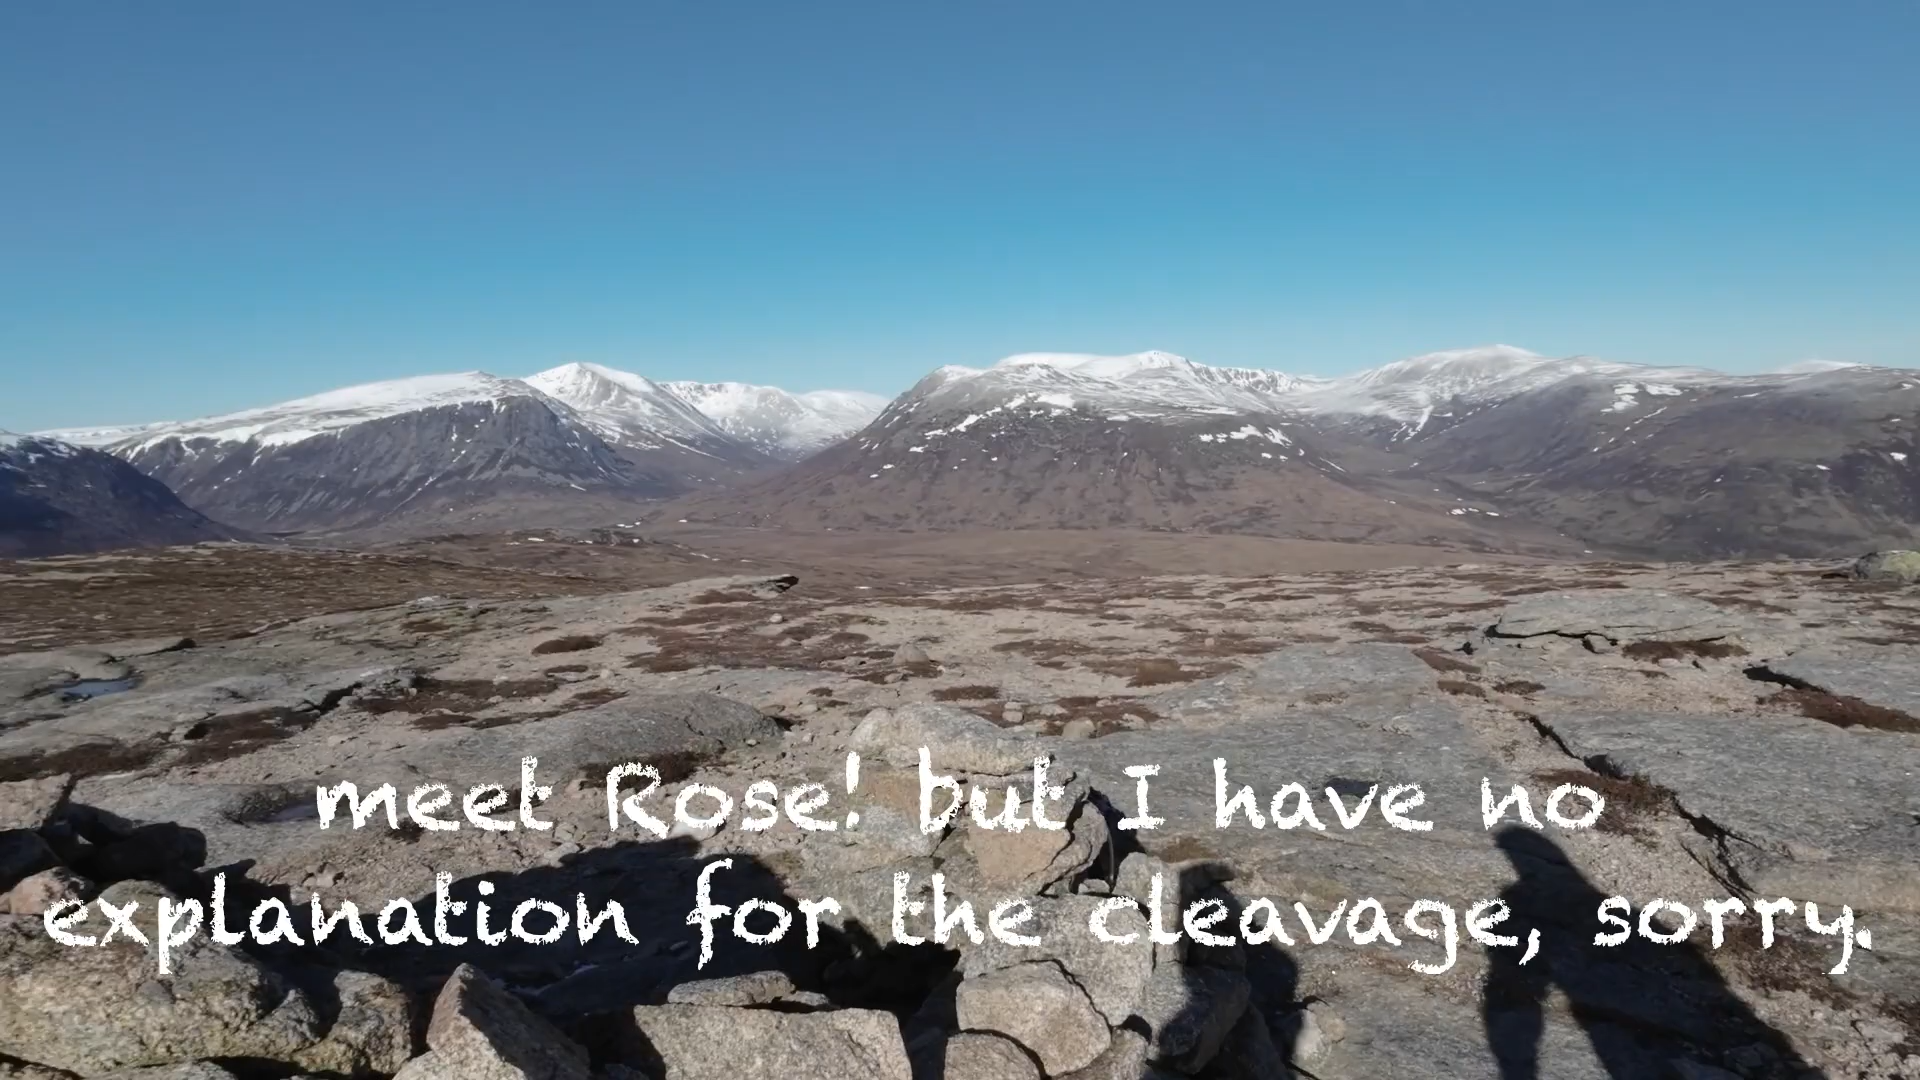 meet Rose! but I have no
explanation for the cleavage, sorry.